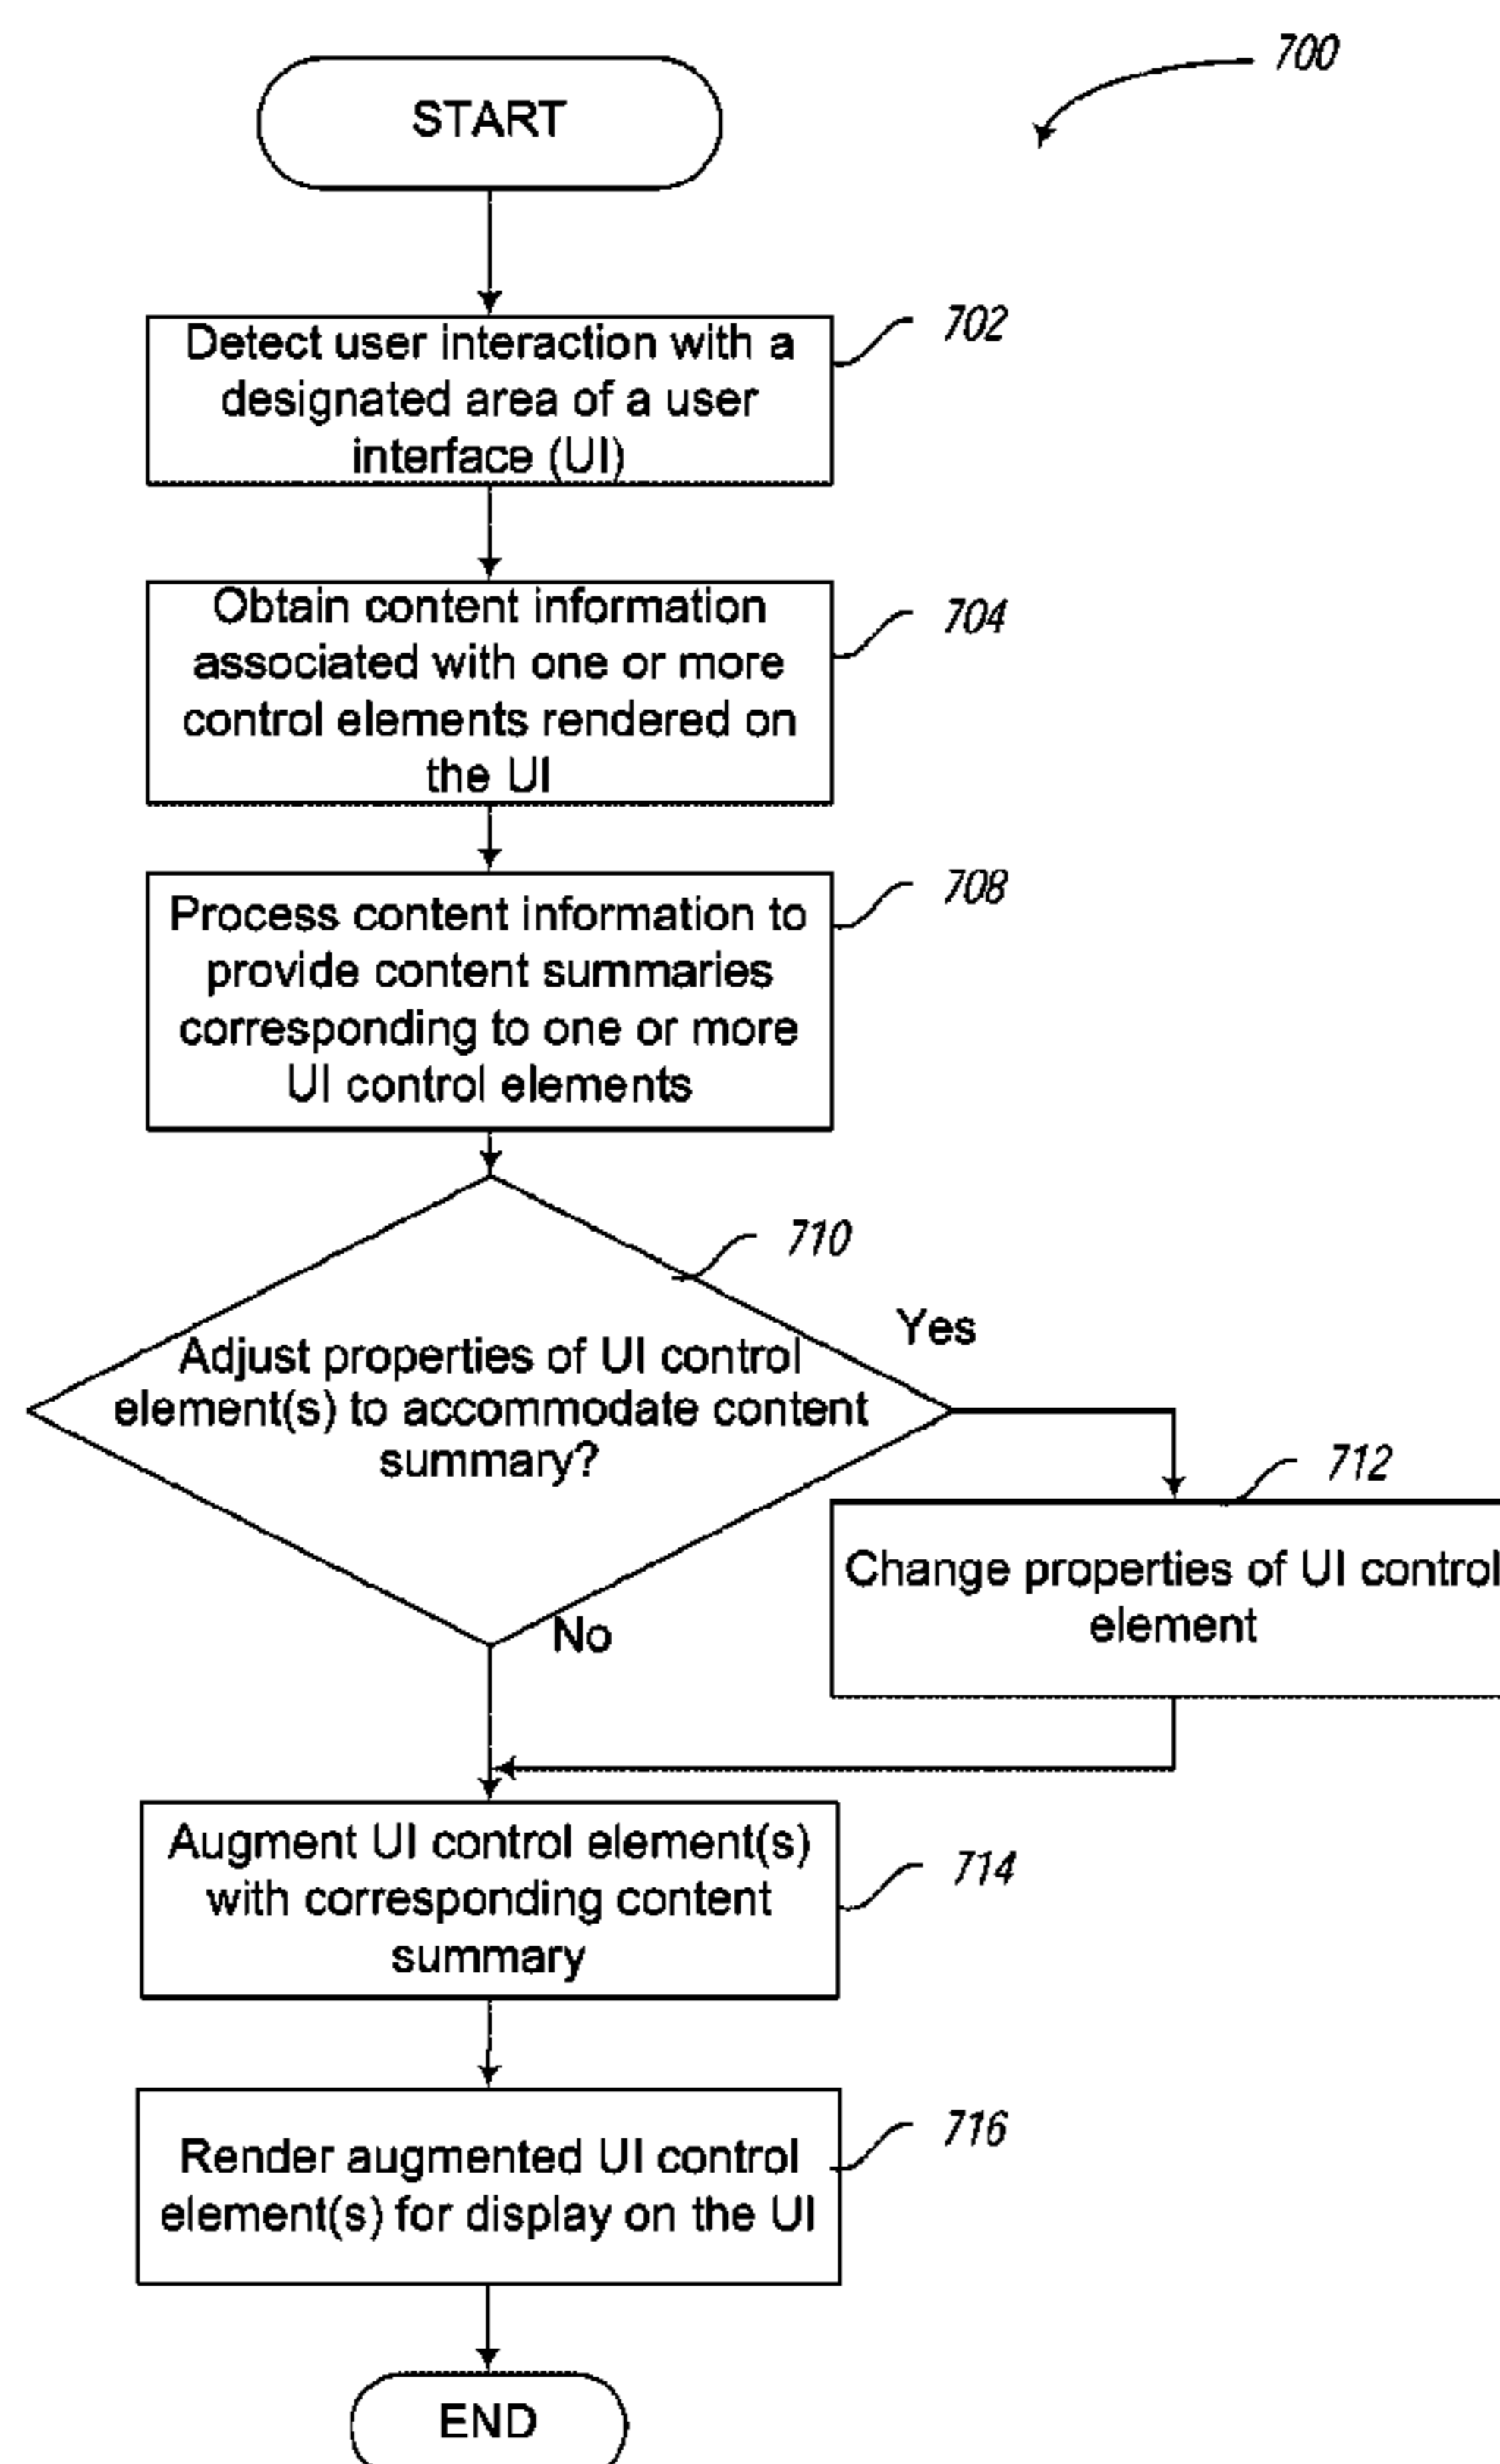 700
START
Detect user interaction with a
designated area of a user
interface (UI)
702
Obtain content information
associated with one or more
control elements rendered on
the UI
704
Process content information to
provide content summaries
corresponding to one or more
UI control elements
708
710
Adjust properties of UI control
element(s) to accommodate content
summary?
Yes
No
712
Change properties of UI control
element
Augment UI control element(s)
with corresponding content
summary
714
Render augmented UI control
element(s) for display on the UI
716
END